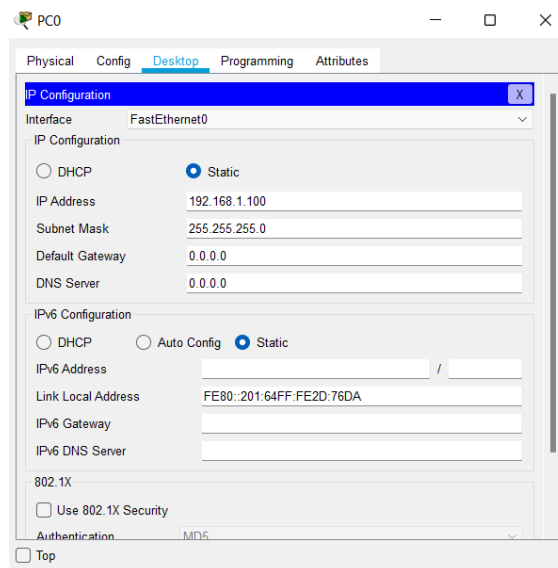 PC0
Physical Config Desktop Programming Attributes
IP Configuration X
Interface FastEthernet0
IP Configuration
DHCP Static
IP Address 192.168.1.100
Subnet Mask 255.255.255.0
Default Gateway 0.0.0.0
DNS Server 0.0.0.0
IPv6 Configuration
DHCP Auto Config Static
IPv6 Address /
Link Local Address FE80::201:64FF:FE2D:76DA
IPv6 Gateway
IPv6 DNS Server
802.1X
Use 802.1X Security
Authentication MD5
Top